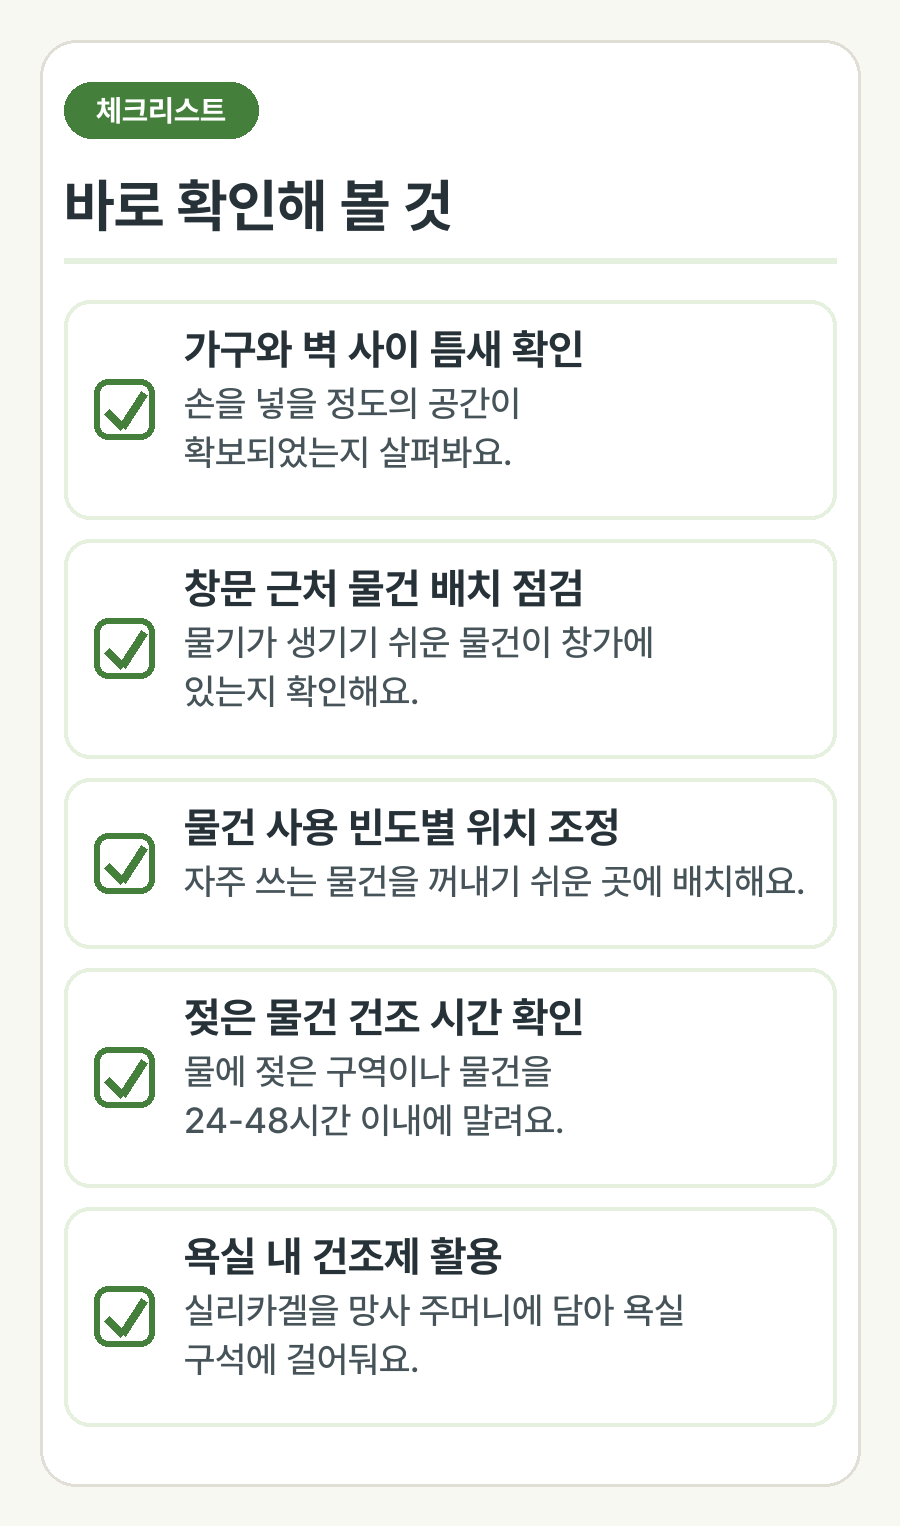 체크리스트
바로 확인해 볼 것
가구와 벽 사이 틈새 확인
손을 넣을 정도의 공간이
확보되었는지 살펴봐요.
창문 근처 물건 배치 점검
물기가 생기기 쉬운 물건이 창가에
있는지 확인해요.
물건 사용 빈도별 위치 조정
자주 쓰는 물건을 꺼내기 쉬운 곳에 배치해요.
젖은 물건 건조 시간 확인
물에 젖은 구역이나 물건을
24-48시간 이내에 말려요.
욕실 내 건조제 활용
실리카겔을 망사 주머니에 담아 욕실
구석에 걸어둬요.